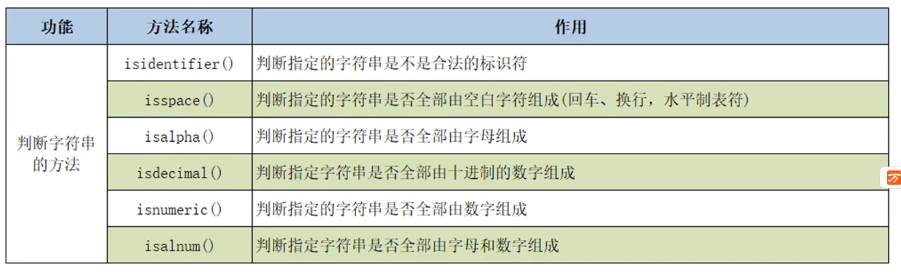 功能 方法名称 作用
判断字符串的方法
isidentifier() 判断指定的字符串是不是合法的标识符
isspace() 判断指定的字符串是否全部由空白字符组成(回车、换行，水平制表符)
isalpha() 判断指定的字符串是否全部由字母组成
isdecimal() 判断指定字符串是否全部由十进制的数字组成
isnumeric() 判断指定的字符串是否全部由数字组成
isalnum() 判断指定字符串是否全部由字母和数字组成